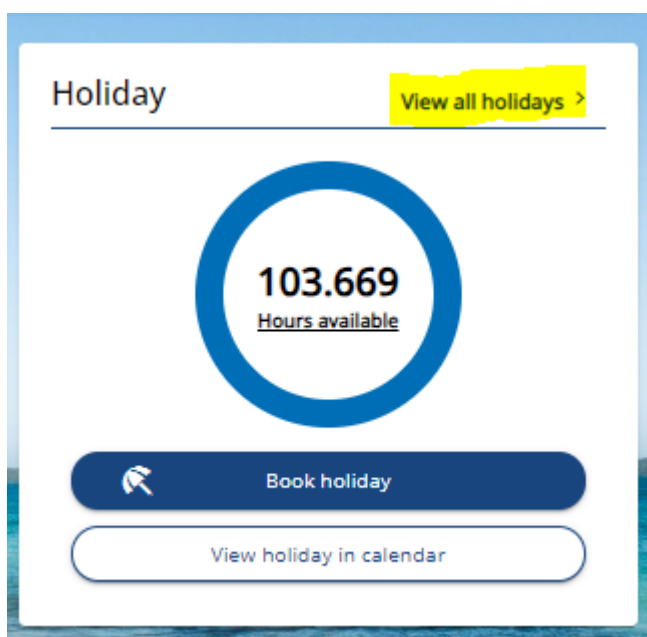 Holiday
View all holidays >
103.669
Hours available
Book holiday
View holiday in calendar